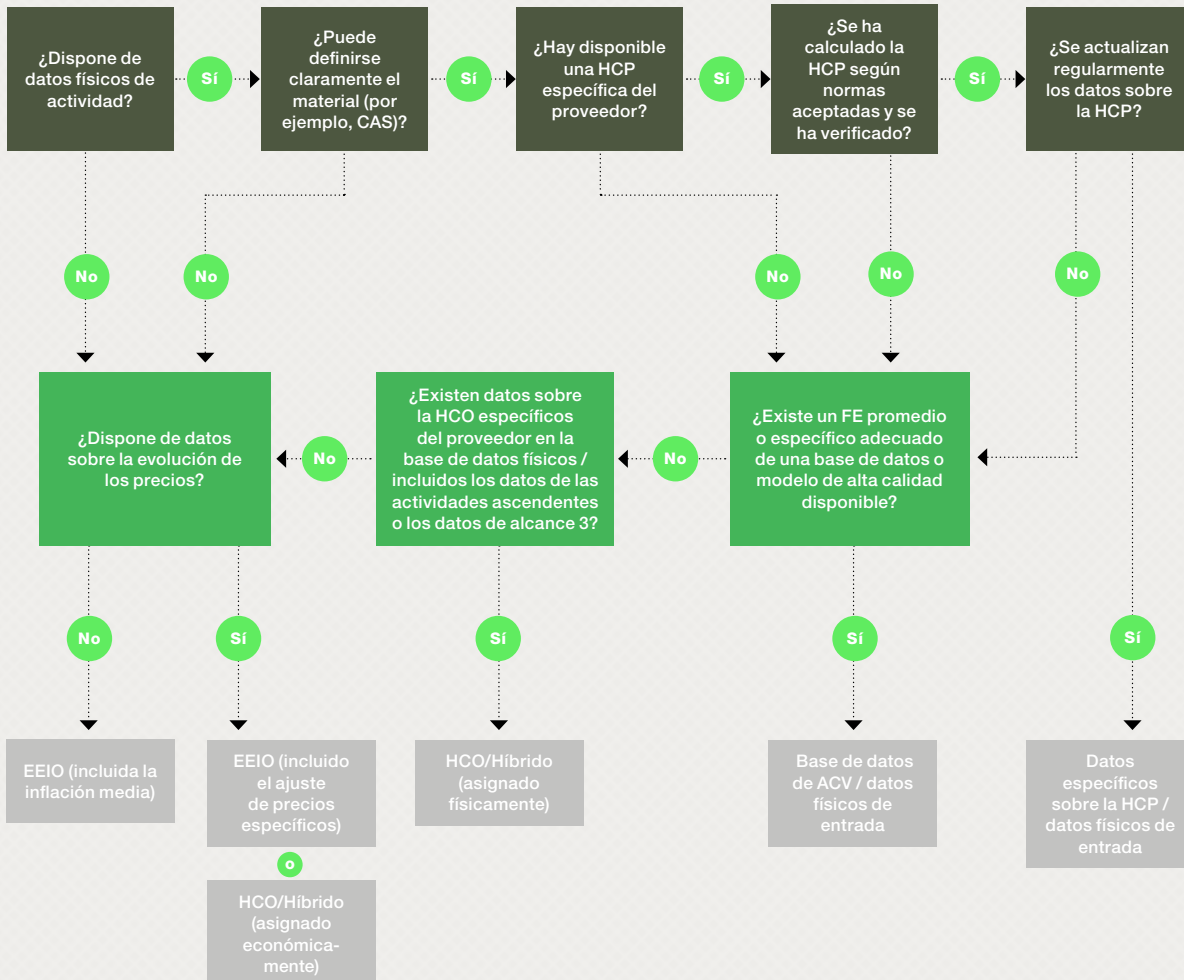 ¿Dispone de
datos físicos de
actividad?
Sí
¿Puede
definirse
claramente el
material (por
ejemplo, CAS)?
Sí
¿Hay disponible
una HCP
específica del
proveedor?
Sí
¿Se ha
calculado la
HCP según
normas
aceptadas y se
ha verificado?
Sí
¿Se actualizan
regularmente
los datos sobre
la HCP?
No
No
No
No
No
¿Dispone de datos
sobre la evolución de
los precios?
No
¿Existen datos sobre
la HCO específicos
del proveedor en la
base de datos físicos /
incluidos los datos de las
actividades ascendentes
o los datos de alcance 3?
No
¿Existe un FE promedio
o específico adecuado
de una base de datos o
modelo de alta calidad
disponible?
No
Sí
Sí
Sí
Sí
EEIO (incluida la
inflación media)
EEIO (incluido
el ajuste
de precios
específicos)
o
HCO/Híbrido
(asignado
económica-
mente)
HCO/Híbrido
(asignado
físicamente)
Base de datos
de ACV / datos
físicos de
entrada
Datos
específicos
sobre la HCP /
datos físicos de
entrada